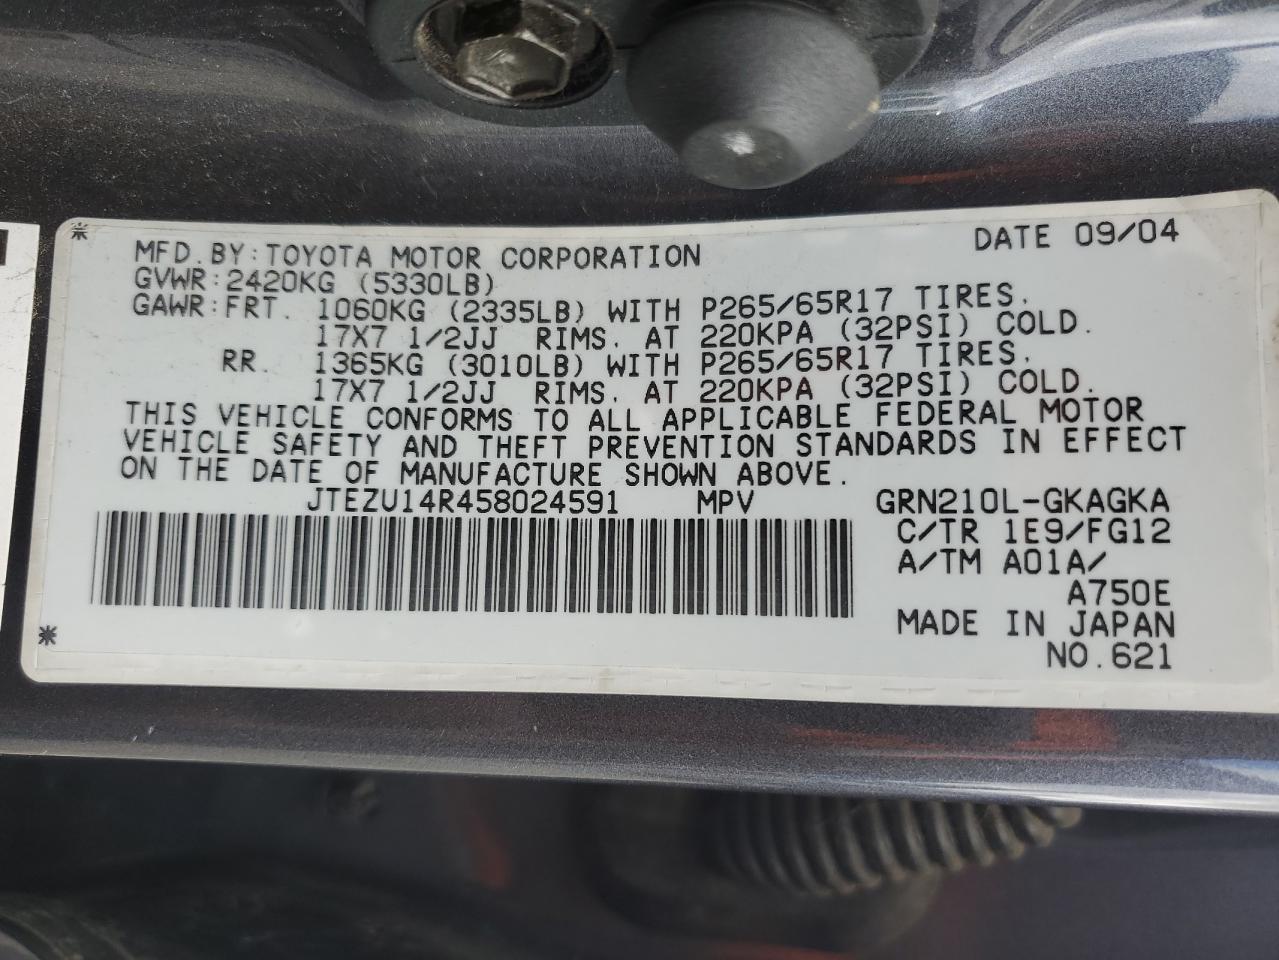 DATE 09/04
MFD.BY:TOYOTA MOTOR CORPORATION
GVWR:2420KG (5330LB)
GAWR:FRT. 1060KG (2335LB) WITH P265/65R17 TIRES.
17X7 1/2JJ RIMS. AT 220KPA (32PSI) COLD.
RR. 1365KG (3010LB) WITH P265/65R17 TIRES.
17X7 1/2JJ RIMS. AT 220KPA (32PSI) COLD.
THIS VEHICLE CONFORMS TO ALL APPLICABLE FEDERAL MOTOR
VEHICLE SAFETY AND THEFT PREVENTION STANDARDS IN EFFECT
ON THE DATE OF MANUFACTURE SHOWN ABOVE.
JTEZU14R458024591 MPV GRN210L-GKAGKA
C/TR 1E9/FG12
A/TM A01A/
A750E
MADE IN JAPAN
NO.621